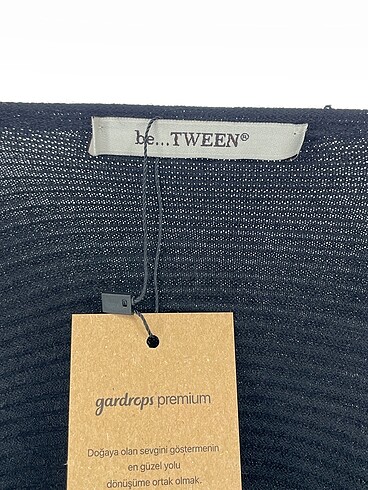 be...TWEEN®
gardrops premium
Doğaya olan sevgini göstermenin
en güzel yolu
dönüşüme ortak olmak.